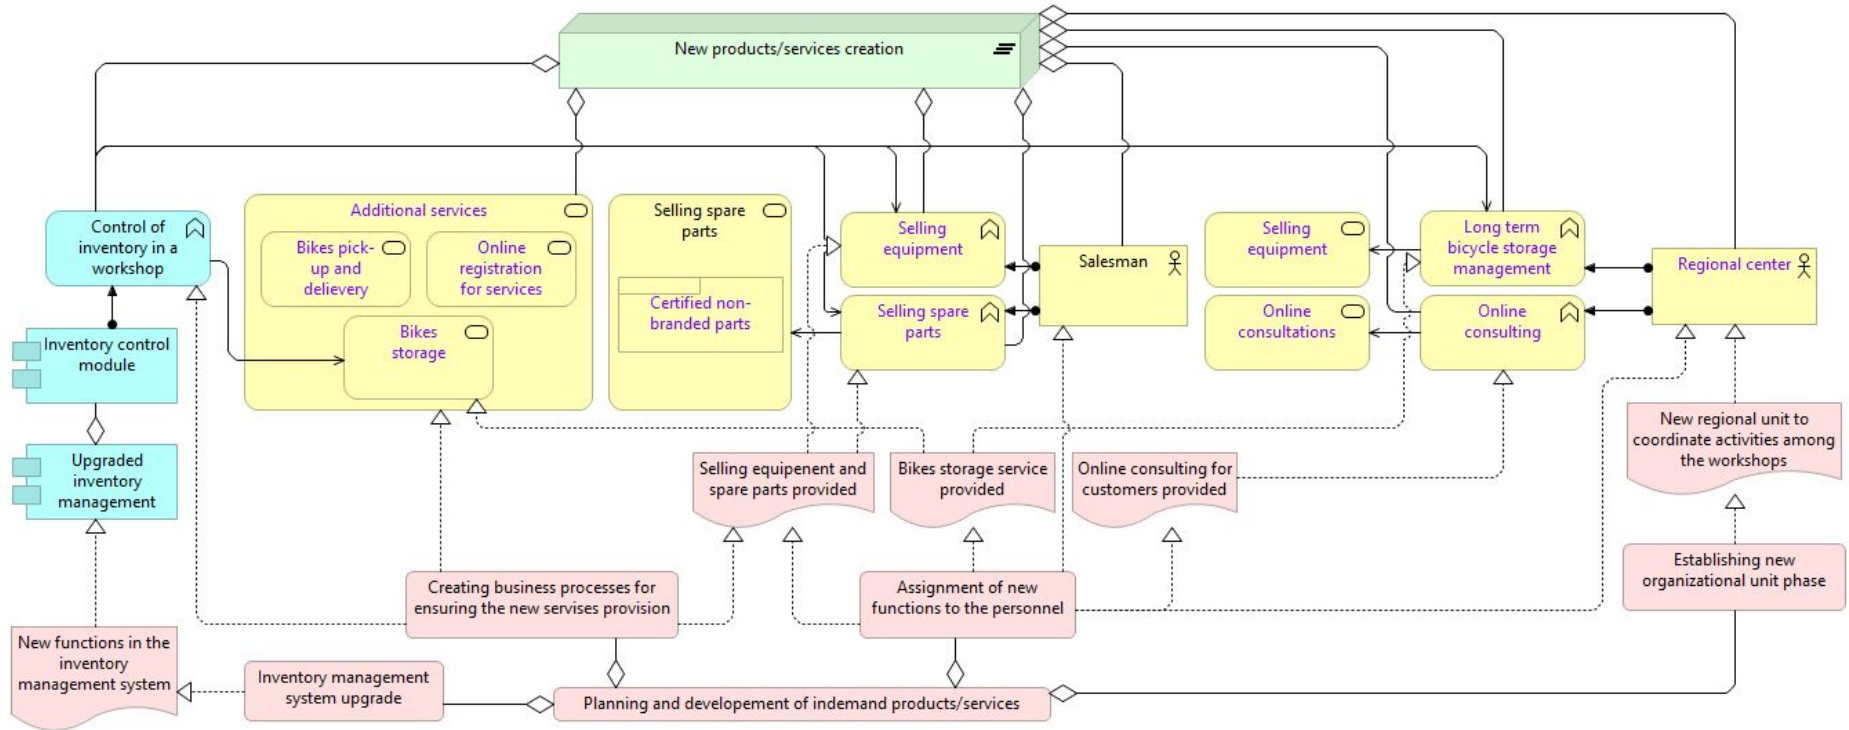 New products/services creation
Control of
inventory in a
workshop
Additional services
Bikes pick-
up and
delievery
Online
registration
for services
Bikes
storage
Selling spare
parts
Certified non-
branded parts
Selling
equipment
Selling spare
parts
Salesman
Selling
equipment
Online
consultations
Long term
bicycle storage
management
Online
consulting
Regional center
Inventory control
module
Upgraded
inventory
management
Selling equipenent and
spare parts provided
Bikes storage service
provided
Online consulting for
customers provided
New regional unit to
coordinate activities among
the workshops
Creating business processes for
ensuring the new servises provision
Assignment of new
functions to the personnel
Establishing new
organizational unit phase
New functions in the
inventory
management system
Inventory management
system upgrade
Planning and developement of indemand products/services